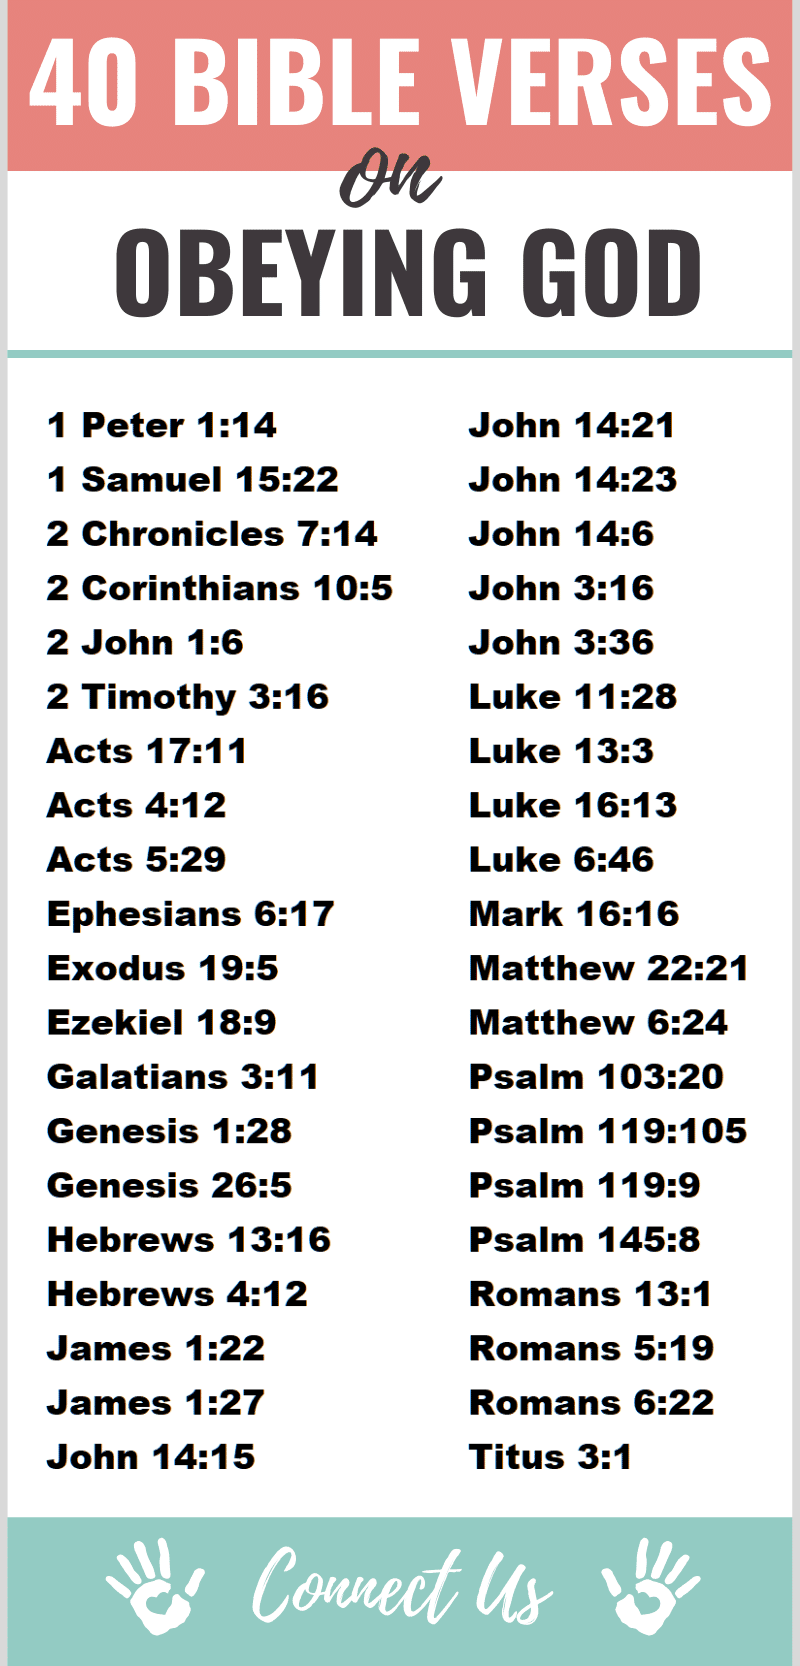 40 BIBLE VERSES
on
OBEYING GOD
1 Peter 1:14
1 Samuel 15:22
2 Chronicles 7:14
2 Corinthians 10:5
2 John 1:6
2 Timothy 3:16
Acts 17:11
Acts 4:12
Acts 5:29
Ephesians 6:17
Exodus 19:5
Ezekiel 18:9
Galatians 3:11
Genesis 1:28
Genesis 26:5
Hebrews 13:16
Hebrews 4:12
James 1:22
James 1:27
John 14:15
John 14:21
John 14:23
John 14:6
John 3:16
John 3:36
Luke 11:28
Luke 13:3
Luke 16:13
Luke 6:46
Mark 16:16
Matthew 22:21
Matthew 6:24
Psalm 103:20
Psalm 119:105
Psalm 119:9
Psalm 145:8
Romans 13:1
Romans 5:19
Romans 6:22
Titus 3:1
Connect Us